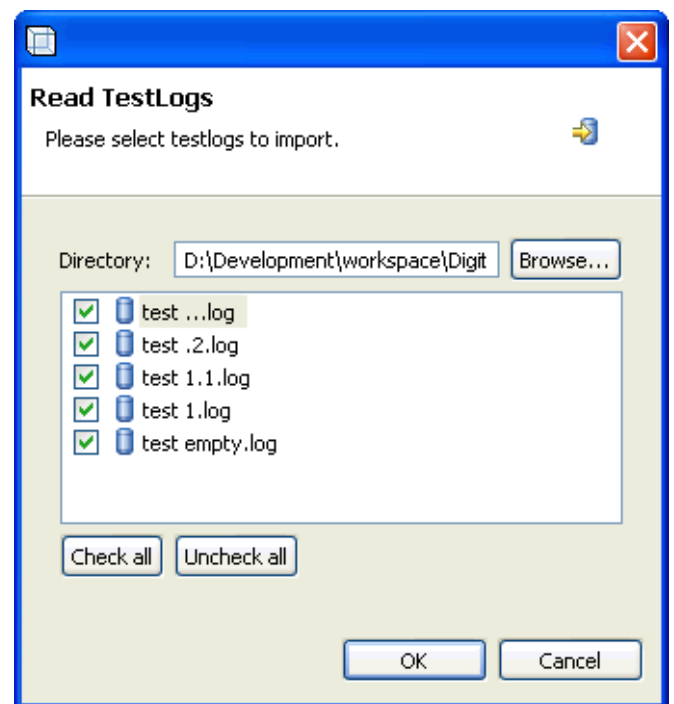 Read TestLogs
Please select testlogs to import.
Directory: D:\Development\workspace\Digit Browse...
test ...log
test .2.log
test 1.1.log
test 1.log
test empty.log
Check all Uncheck all
OK Cancel